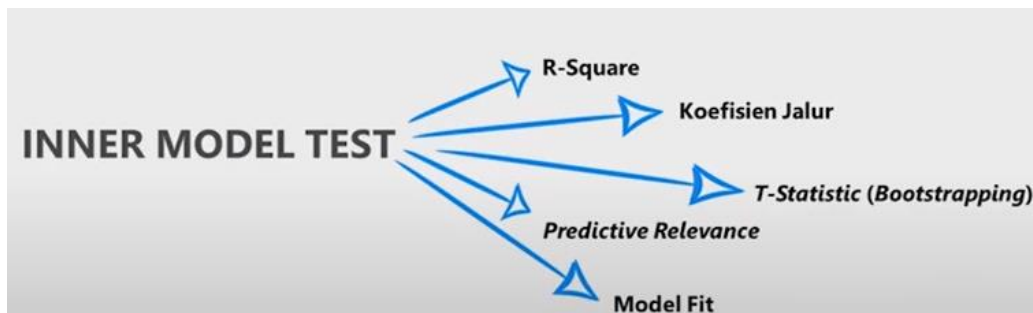 INNER MODEL TEST
R-Square
Koefisien Jalur
T-Statistic (Bootstrapping)
Predictive Relevance
Model Fit